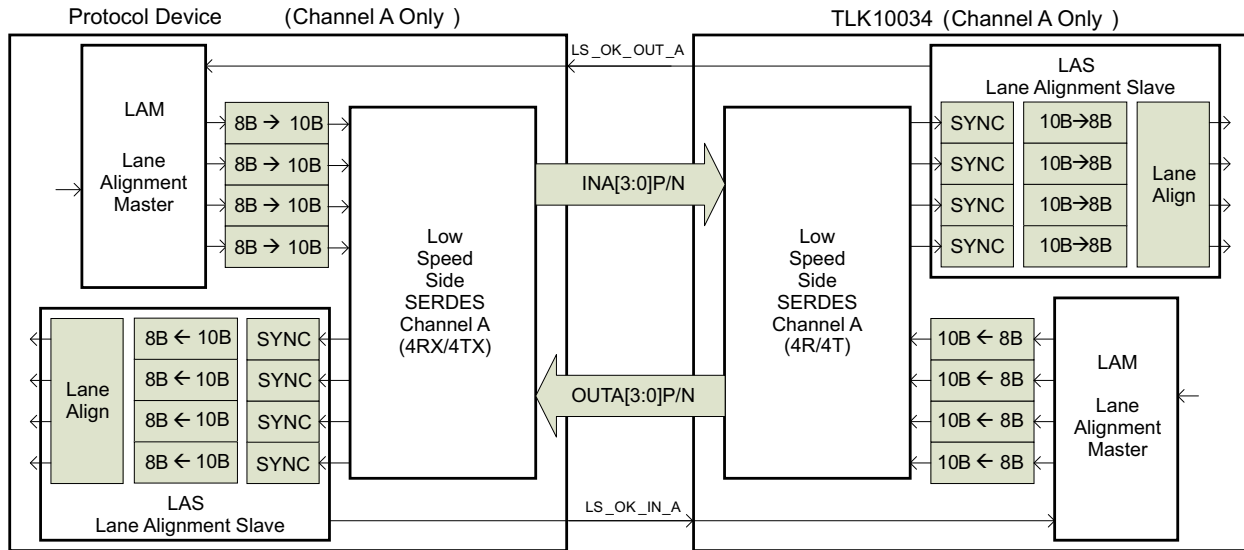 Protocol Device (Channel A Only )
TLK10034 (Channel A Only )
LS_OK_OUT_A
LAM
Lane
Alignment
Master
8B → 10B
8B → 10B
8B → 10B
8B → 10B
Low
Speed
Side
SERDES
Channel A
(4RX/4TX)
INA[3:0]P/N
OUTA[3:0]P/N
Low
Speed
Side
SERDES
Channel A
(4R/4T)
LAS
Lane Alignment Slave
SYNC
SYNC
SYNC
SYNC
10B→8B
10B→8B
10B→8B
10B→8B
Lane
Align
Lane
Align
8B ← 10B
8B ← 10B
8B ← 10B
8B ← 10B
SYNC
SYNC
SYNC
SYNC
LAS
Lane Alignment Slave
10B ← 8B
10B ← 8B
10B ← 8B
10B ← 8B
LAM
Lane
Alignment
Master
LS_OK_IN_A